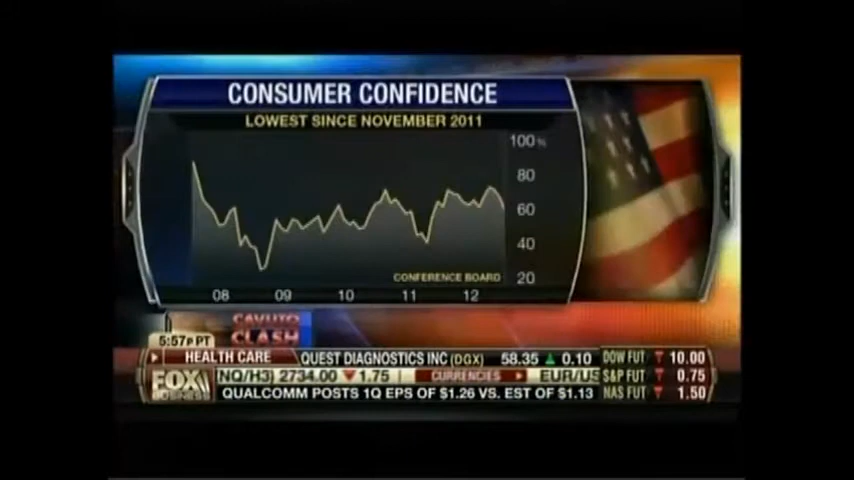 CONSUMER CONFIDENCE
LOWEST SINCE NOVEMBER 2011
100%
80
60
40
20
CONFERENCE BOARD
08 09 10 11 12
CAVUTO
CLASH
5:57P PT
HEALTH CARE QUEST DIAGNOSTICS INC (DGX) 58.35 ▲ 0.10 DOW FUT ▼ 10.00
FOX BUSINESS NQ/H3) 2734.00 ▼ 1.75 CURRENCIES EUR/US S&P FUT ▼ 0.75
QUALCOMM POSTS 1Q EPS OF $1.26 VS. EST OF $1.13 NAS FUT ▼ 1.50